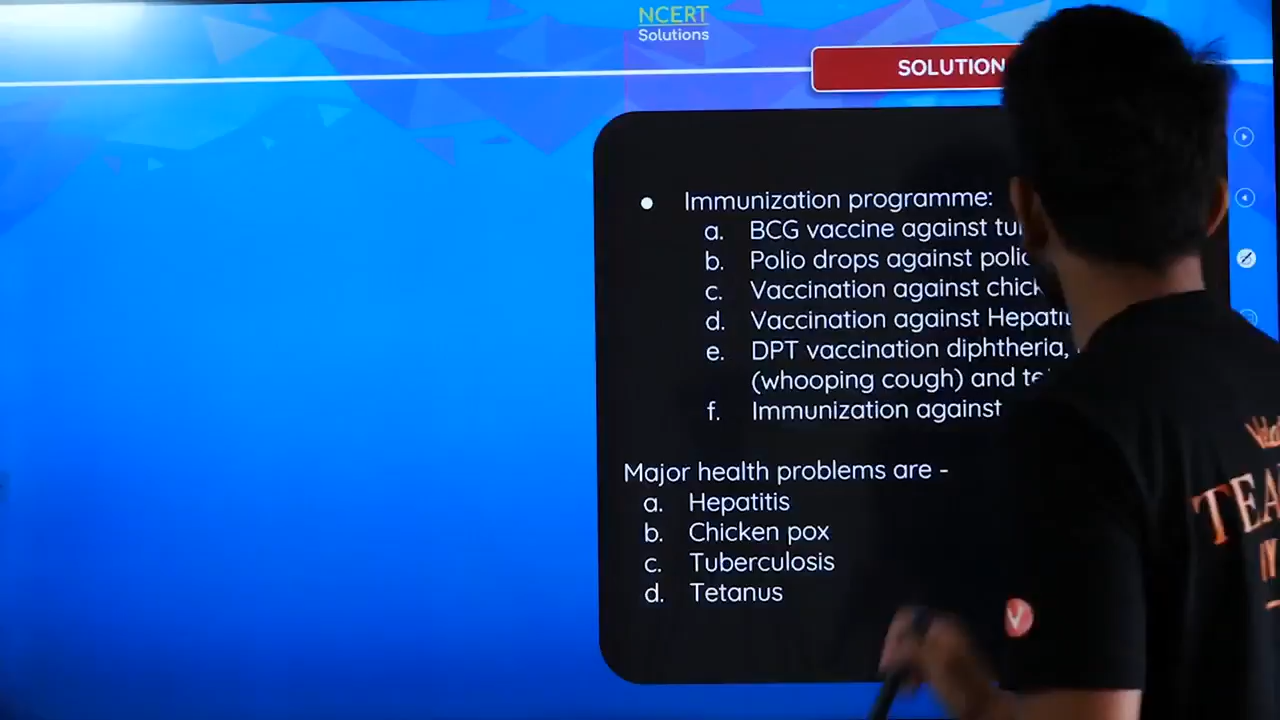 NCERT
Solutions
SOLUTION
● Immunization programme:
a. BCG vaccine against
b. Polio drops against
c. Vaccination against
d. Vaccination against
e. DPT vaccination diphtheria,
(whooping cough) and
f. Immunization against
Major health problems are -
a. Hepatitis
b. Chicken pox
c. Tuberculosis
d. Tetanus
V